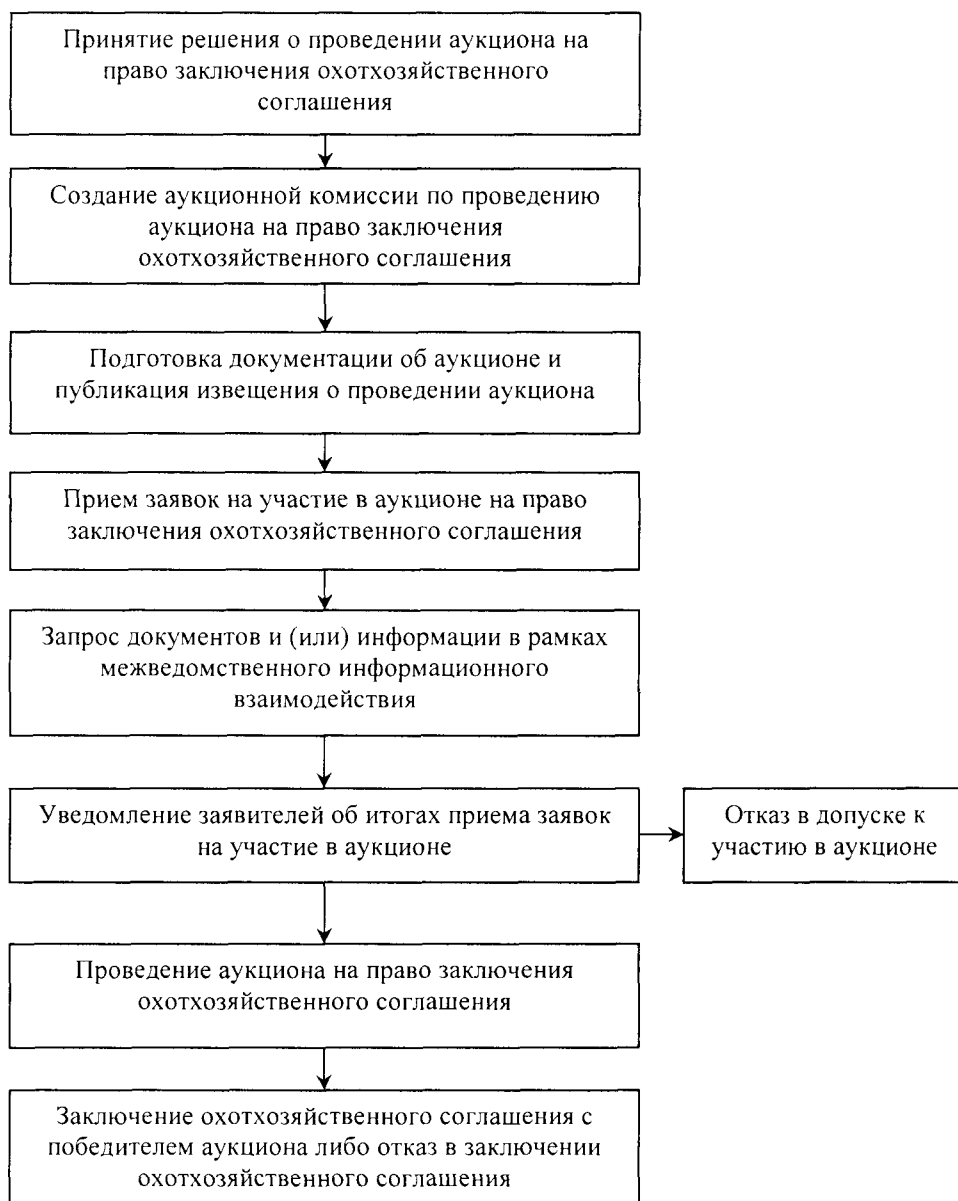 Принятие решения о проведении аукциона на
право заключения охотхозяйственного
соглашения
Создание аукционной комиссии по проведению
аукциона на право заключения
охотхозяйственного соглашения
Подготовка документации об аукционе и
публикация извещения о проведении аукциона
Прием заявок на участие в аукционе на право
заключения охотхозяйственного соглашения
Запрос документов и (или) информации в рамках
межведомственного информационного
взаимодействия
Уведомление заявителей об итогах приема заявок
на участие в аукционе
Отказ в допуске к
участию в аукционе
Проведение аукциона на право заключения
охотхозяйственного соглашения
Заключение охотхозяйственного соглашения с
победителем аукциона либо отказ в заключении
охотхозяйственного соглашения